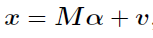 x = Mα + v,